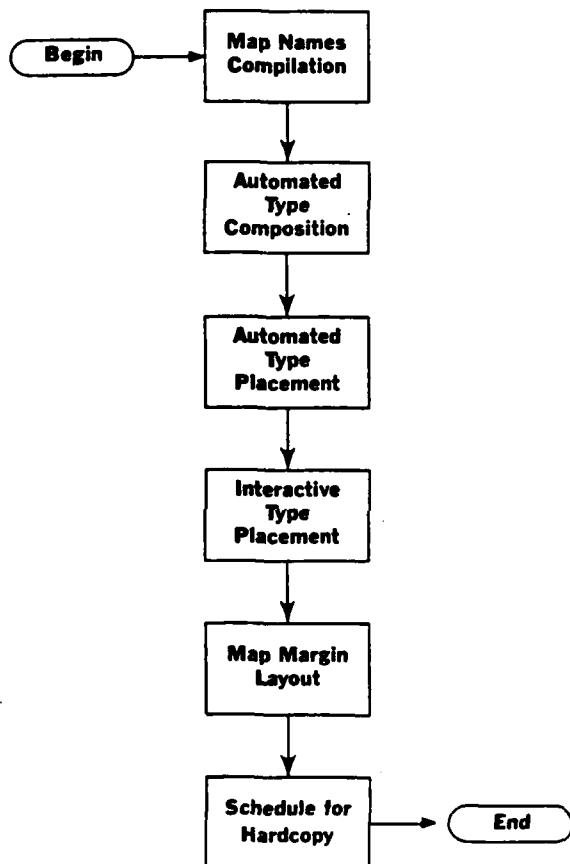 Begin
Map Names
Compilation
Automated
Type
Composition
Automated
Type
Placement
Interactive
Type
Placement
Map Margin
Layout
Schedule for
Hardcopy
End